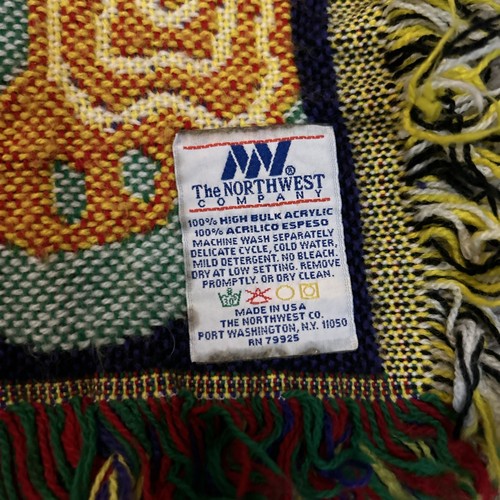 ®
The NORTHWEST
COMPANY
100% HIGH BULK ACRYLIC
100% ACRILICO ESPESO
MACHINE WASH SEPARATELY
DELICATE CYCLE, COLD WATER,
MILD DETERGENT. NO BLEACH.
DRY AT LOW SETTING. REMOVE
PROMPTLY. OR DRY CLEAN.
MADE IN USA
THE NORTHWEST CO.
PORT WASHINGTON, N.Y. 11050
RN 79925